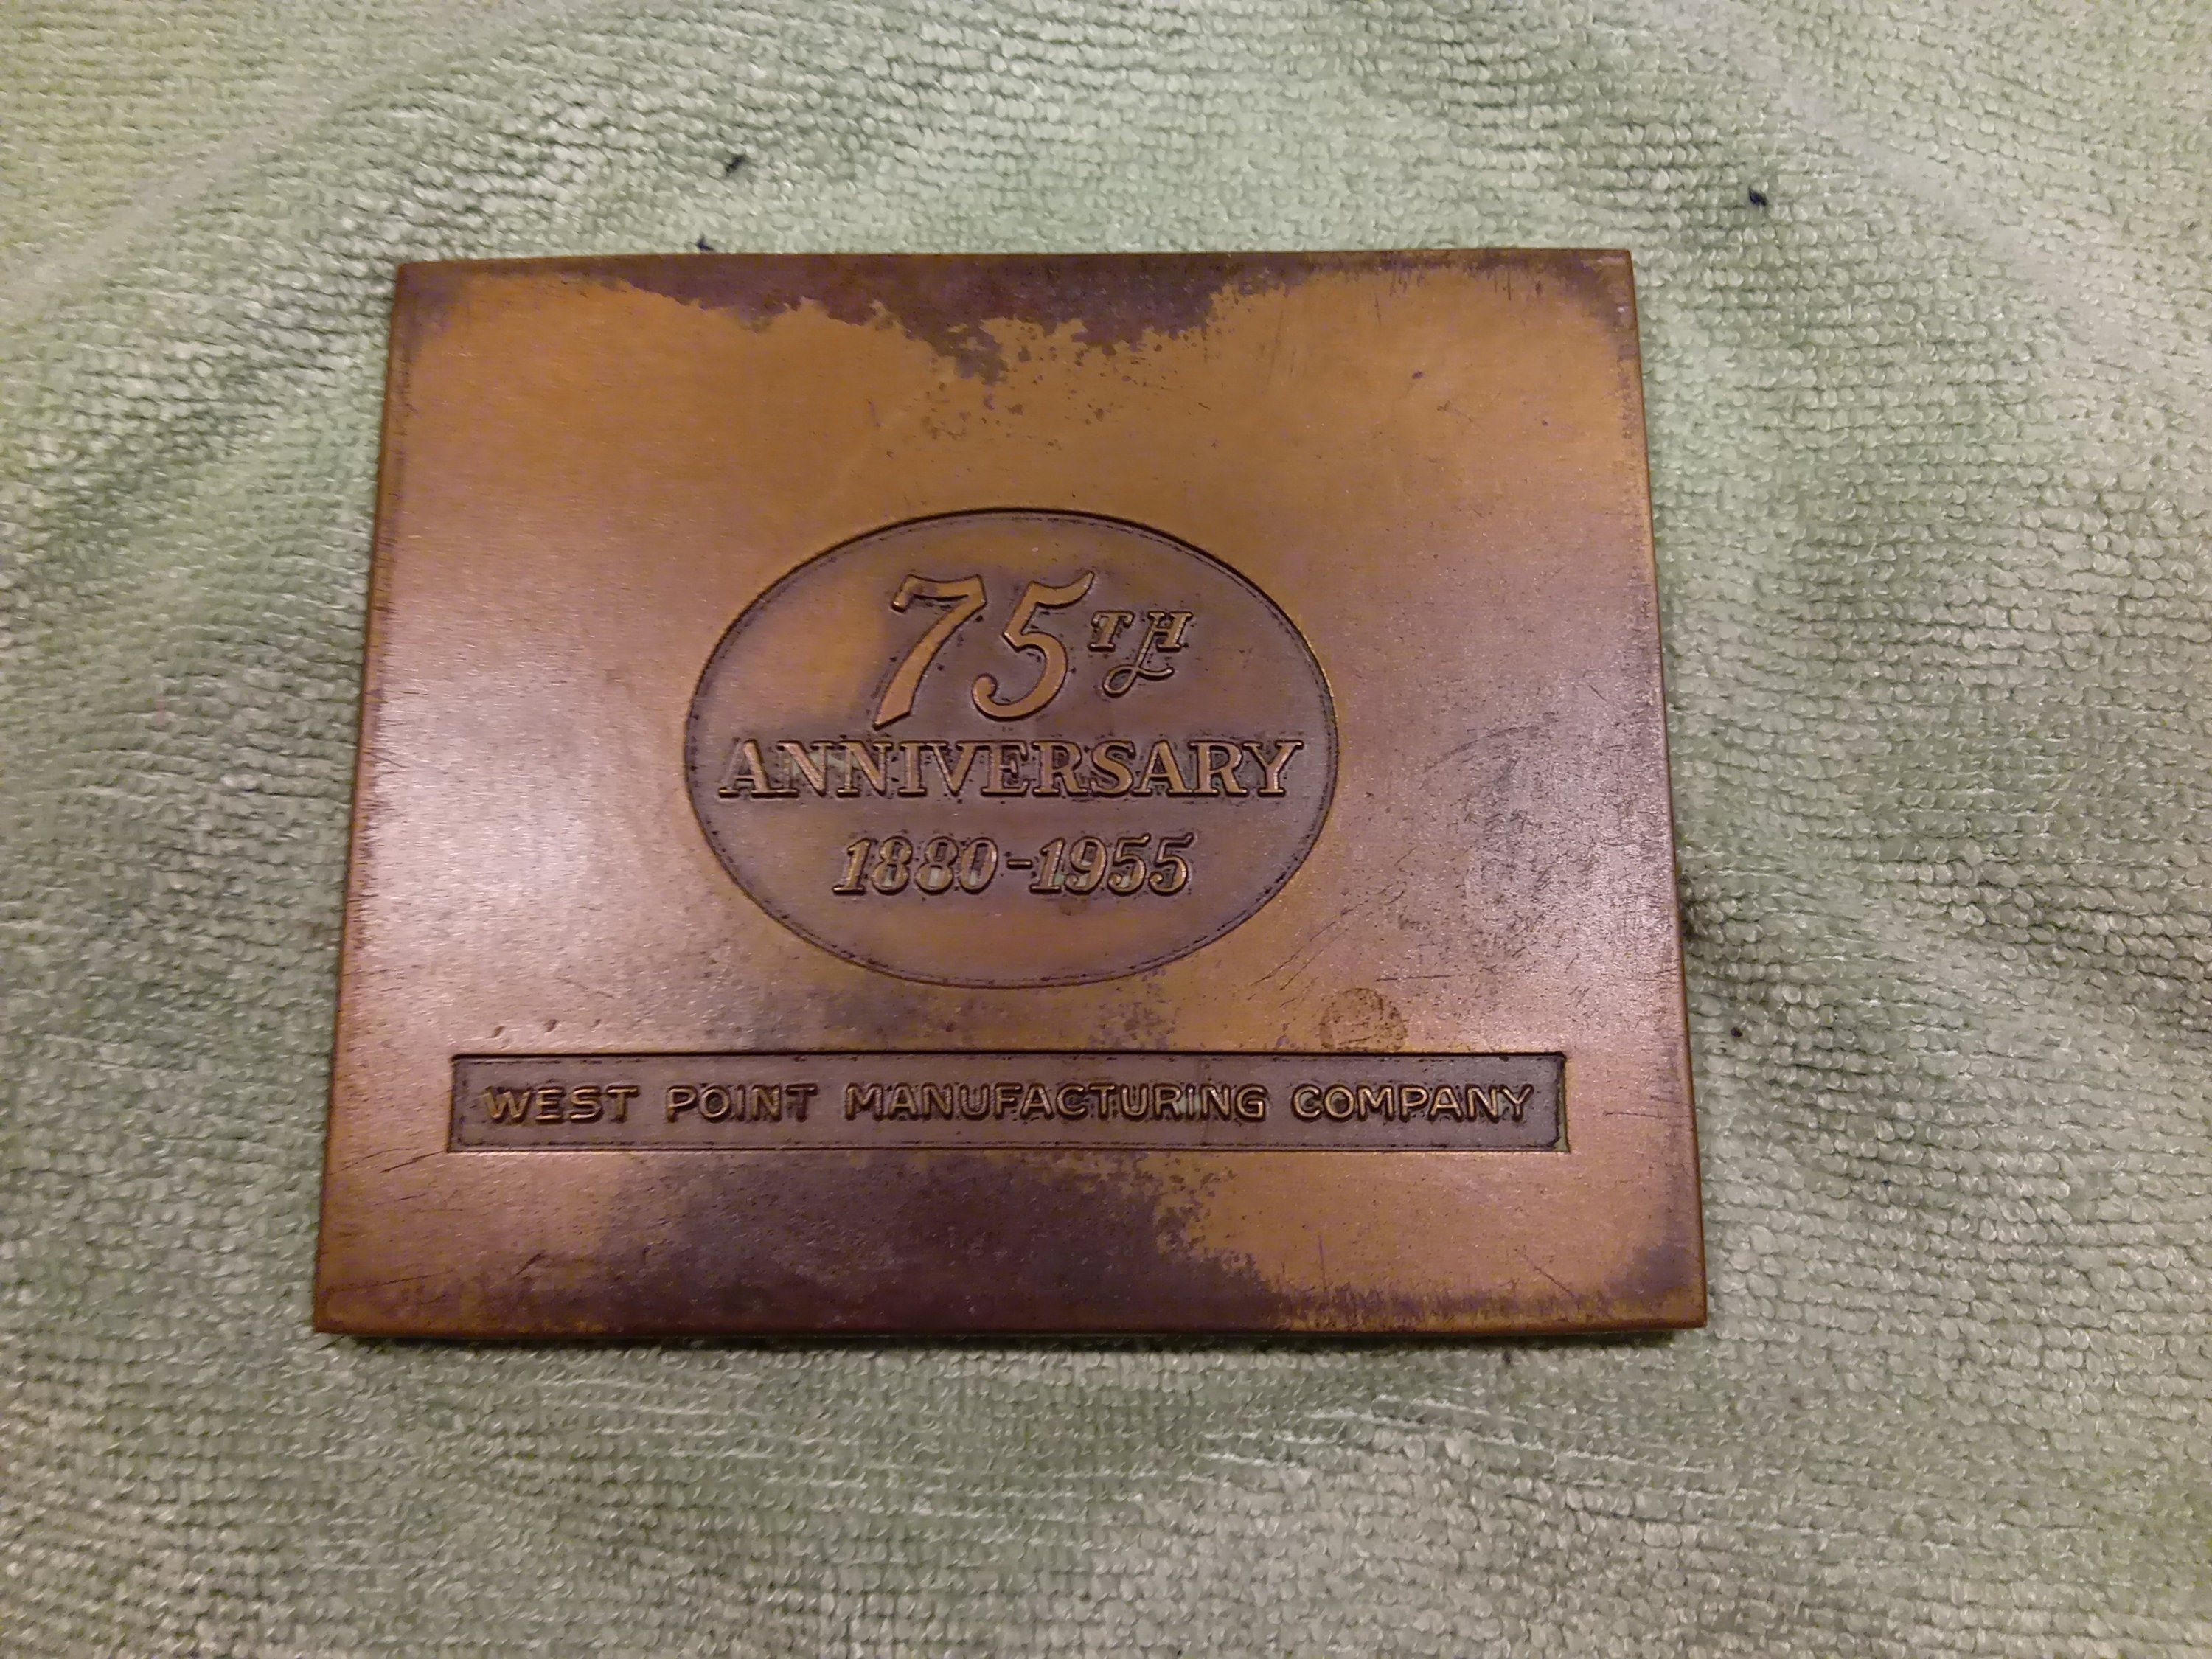 75TH
ANNIVERSARY
1880-1955
WEST POINT MANUFACTURING COMPANY